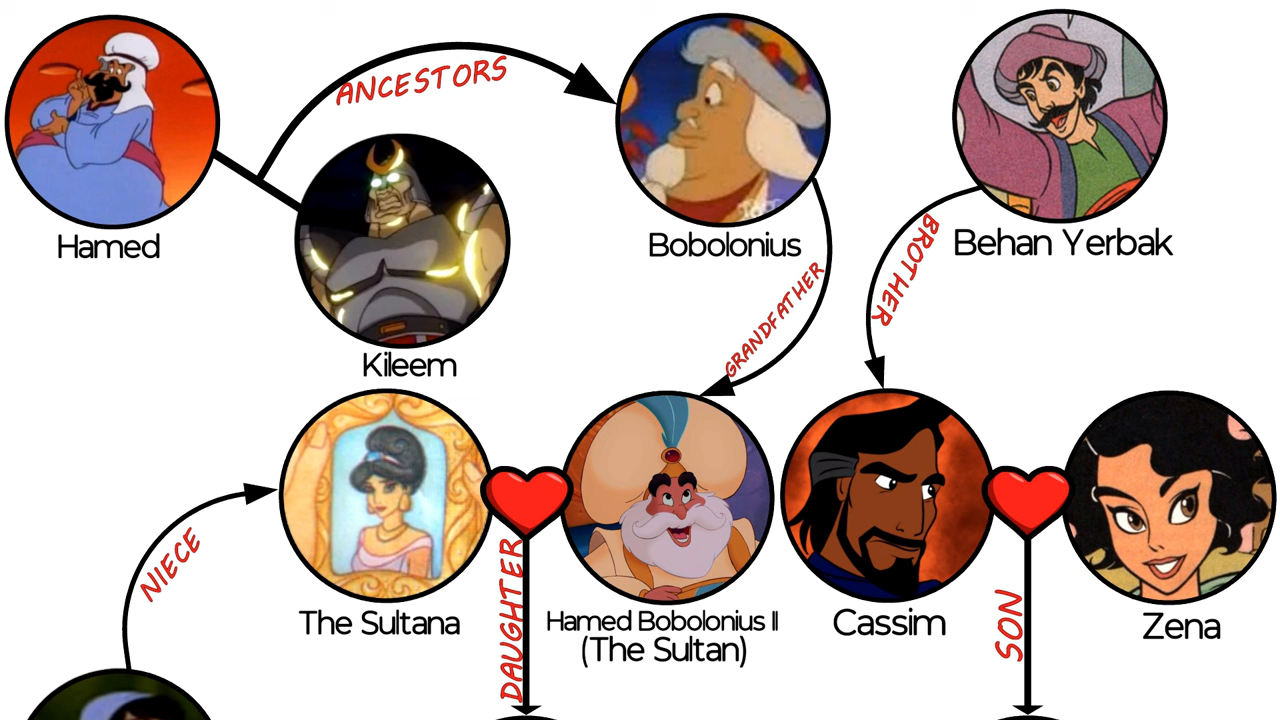 ANCESTORS
Hamed
Kileem
Bobolonius
Behan Yerbak
BROTHER
GRANDFATHER
NIECE
The Sultana
DAUGHTER
Hamed Bobolonius II
(The Sultan)
Cassim
SON
Zena